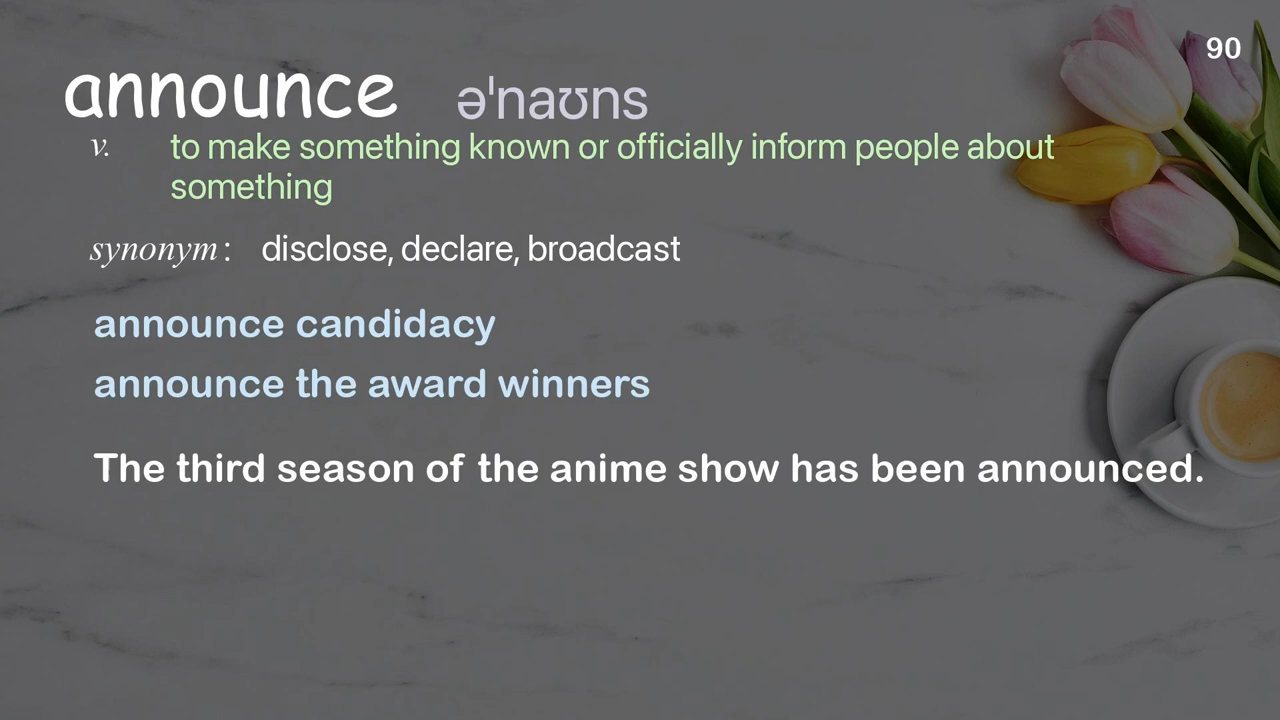 90
announce əˈnaʊns
v. to make something known or officially inform people about
something
synonym: disclose, declare, broadcast
announce candidacy
announce the award winners
The third season of the anime show has been announced.